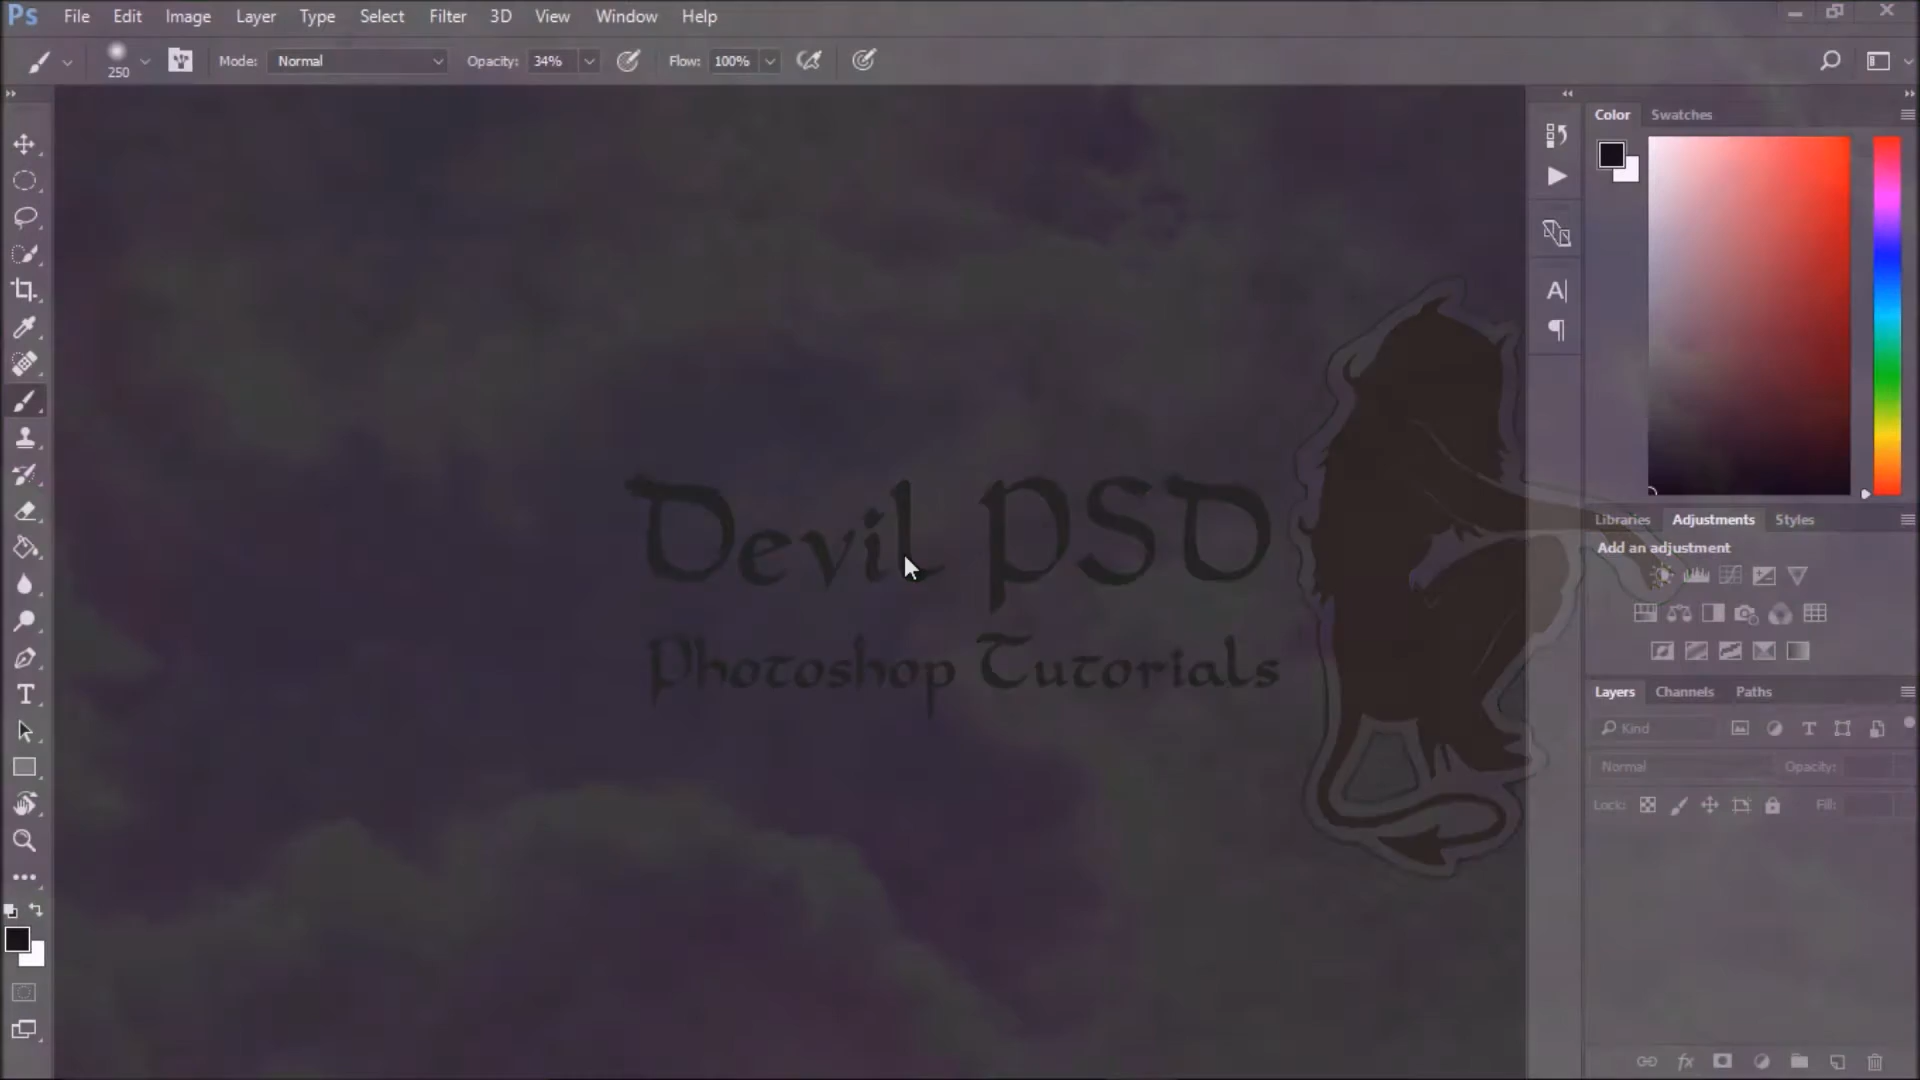 Ps File Edit Image Layer Type Select Filter 3D View Window Help
250 Mode: Normal Opacity: 34% Flow: 100%
Color Swatches
Libraries Adjustments Styles
Add an adjustment
Devil PSD
Photoshop Tutorials
Layers Channels Paths
Kind
Normal Opacity:
Lock: Fill: